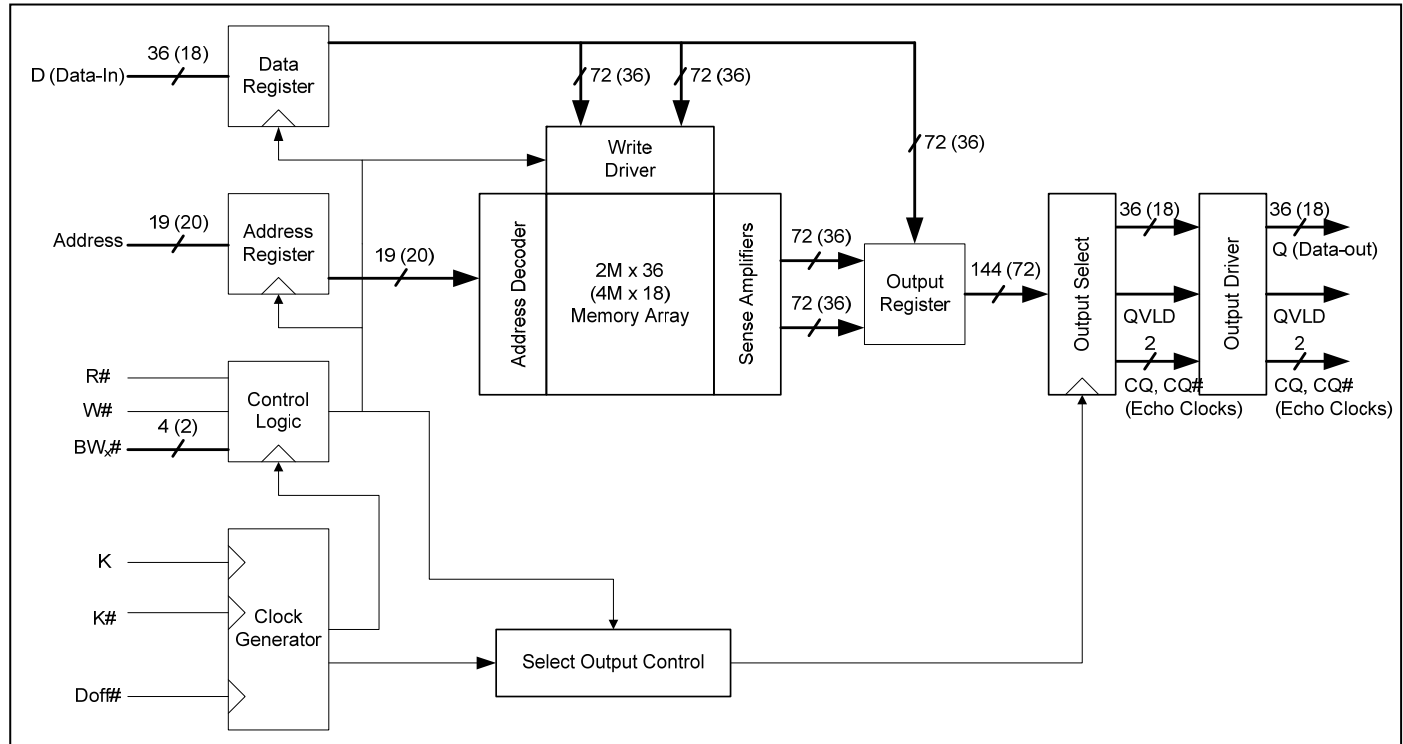 36 (18)
D (Data-In)
Data
Register
72 (36)
72 (36)
72 (36)
Write
Driver
19 (20)
Address
Address
Register
19 (20)
Address Decoder
2M x 36
(4M x 18)
Memory Array
Sense Amplifiers
72 (36)
72 (36)
Output
Register
144 (72)
Output Select
36 (18)
QVLD
2
CQ, CQ#
(Echo Clocks)
Output Driver
36 (18)
Q (Data-out)
QVLD
2
CQ, CQ#
(Echo Clocks)
R#
W#
4 (2)
BWx#
Control
Logic
K
K#
Doff#
Clock
Generator
Select Output Control